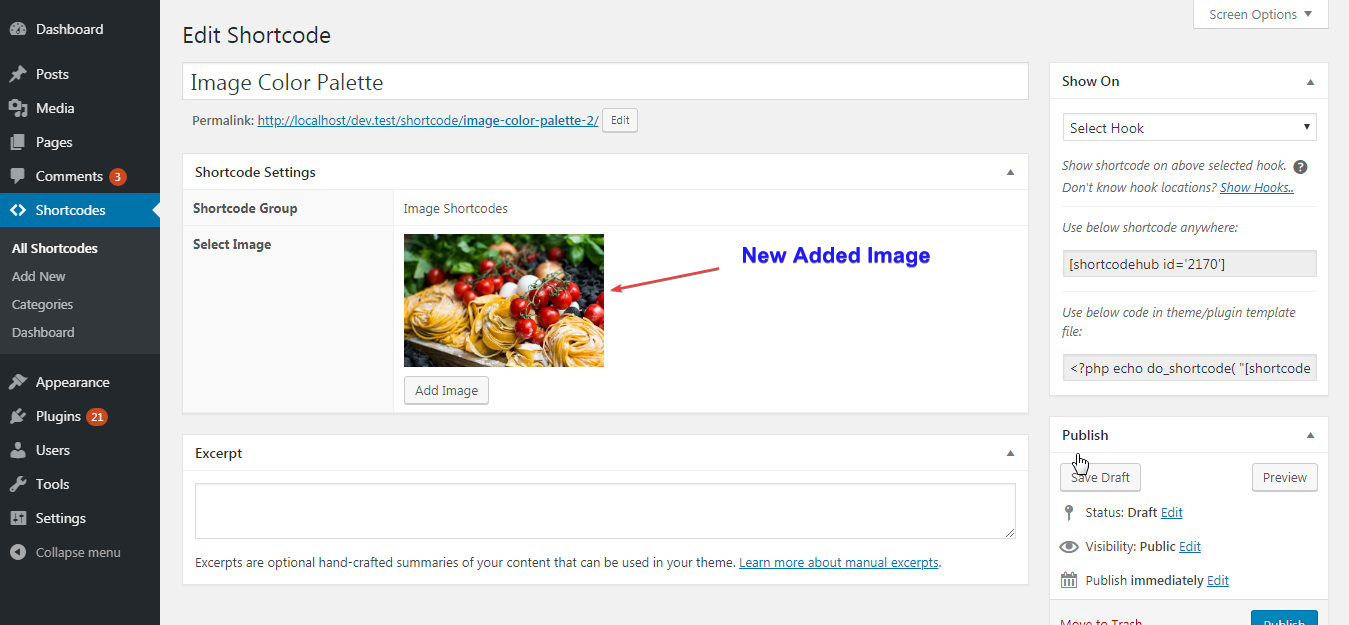 Dashboard
Posts
Media
Pages
Comments 3
Shortcodes
All Shortcodes
Add New
Categories
Dashboard
Appearance
Plugins 21
Users
Tools
Settings
Collapse menu
Screen Options
Edit Shortcode
Image Color Palette
Permalink: http://localhost/dev.test/shortcode/image-color-palette-2/ Edit
Shortcode Settings
Shortcode Group Image Shortcodes
Select Image
New Added Image
Add Image
Excerpt
Excerpts are optional hand-crafted summaries of your content that can be used in your theme. Learn more about manual excerpts.
Show On
Select Hook
Show shortcode on above selected hook. ?
Don't know hook locations? Show Hooks..
Use below shortcode anywhere:
[shortcodehub id='2170']
Use below code in theme/plugin template
file:
<?php echo do_shortcode( "[shortcode
Publish
Save Draft Preview
Status: Draft Edit
Visibility: Public Edit
Publish immediately Edit
Move to Trash Publish